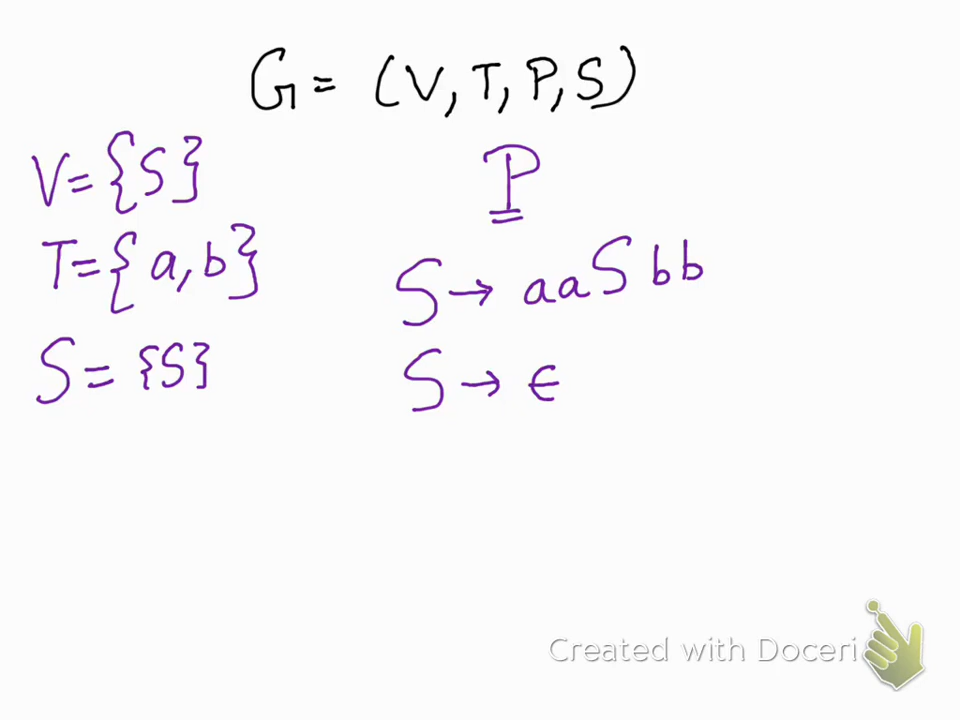 G = (V, T, P, S)
V = {S}
T = {a, b}
S = {S}
P
S → aaSbb
S → ϵ
Created with Doceri